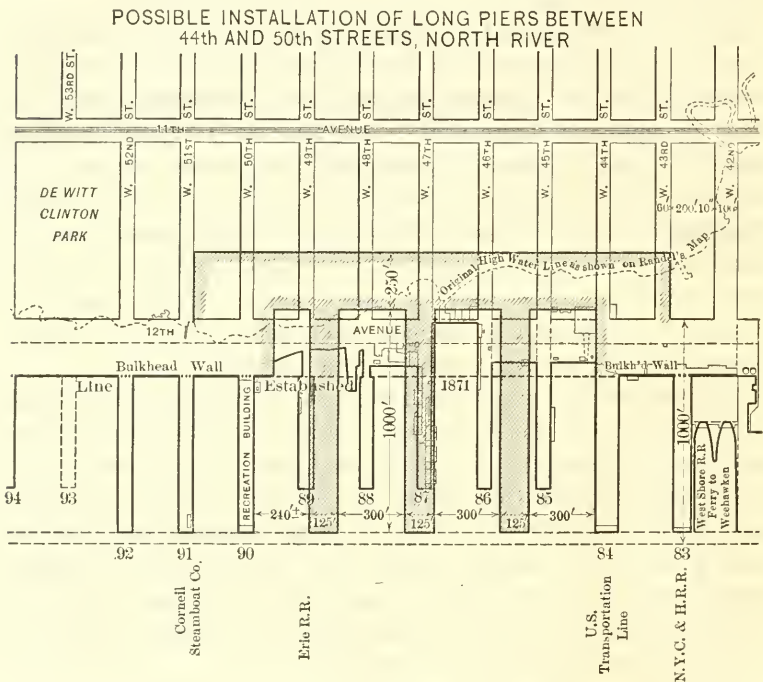 POSSIBLE INSTALLATION OF LONG PIERS BETWEEN
44th AND 50th STREETS, NORTH RIVER
W. 53RD ST.
ST.
ST.
ST.
ST.
ST.
ST.
ST.
ST.
ST.
ST.
ST.
11TH AVENUE
W. 52ND
W. 51ST
W. 50TH
W. 49TH
W. 48TH
W. 47TH
W. 46TH
W. 45TH
W. 44TH
W. 43RD
W. 42ND
DE WITT
CLINTON
PARK
60' 200'.10" 100'
Original High Water Line as shown on Randel's Map
250'
12TH AVENUE
Bulkhead Wall
Bulkh'd-Wall
Line Established 1871
RECREATION BUILDING
1000'
1000'
West Shore R.R
Ferry to
Weehawken
94
93
89
88
87
86
85
240'±
125'
300'
125'
300'
125'
300'
92
91
90
84
83
Cornell
Steamboat Co.
Erie R.R.
U.S.
Transportation
Line
N.Y.C. & H.R.R.